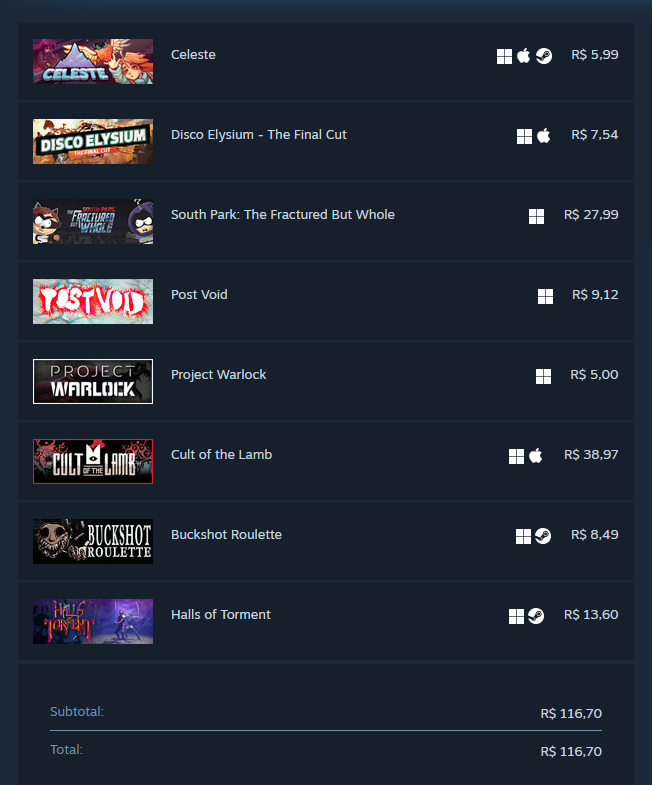 CELESTE
Celeste
R$ 5,99
DISCO ELYSIUM
THE FINAL CUT
Disco Elysium - The Final Cut
R$ 7,54
SOUTH PARK
THE FRACTURED
BUT WHOLE
South Park: The Fractured But Whole
R$ 27,99
POST VOID
Post Void
R$ 9,12
PROJECT
WARLOCK
Project Warlock
R$ 5,00
CULT OF THE LAMB
Cult of the Lamb
R$ 38,97
BUCKSHOT
ROULETTE
Buckshot Roulette
R$ 8,49
HALLS
OF
TORMENT
Halls of Torment
R$ 13,60
Subtotal:
R$ 116,70
Total:
R$ 116,70